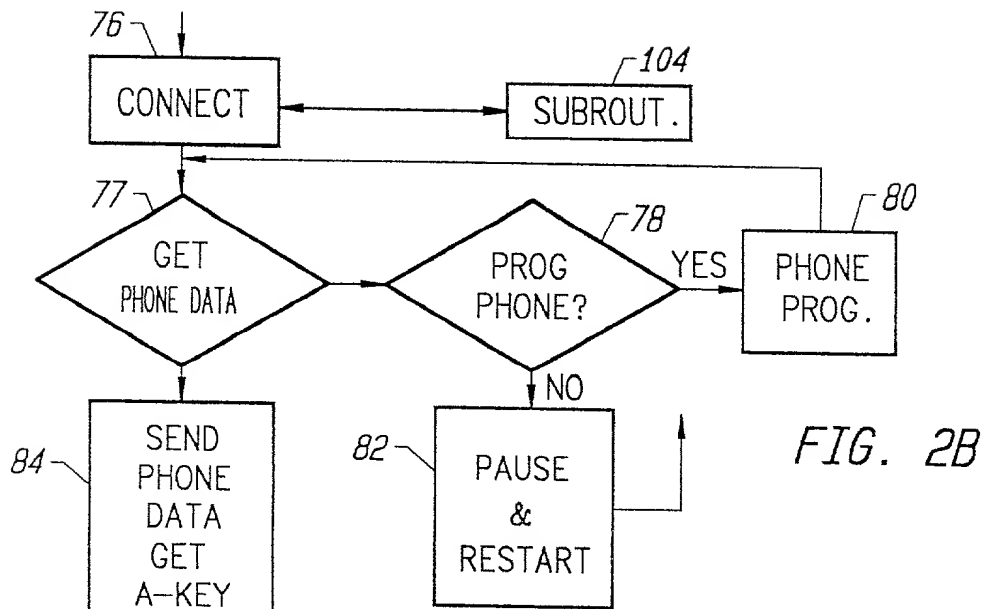 76
CONNECT
104
SUBROUT.
77
GET
PHONE DATA
78
PROG
PHONE?
YES
80
PHONE
PROG.
NO
84
SEND
PHONE
DATA
GET
A-KEY
82
PAUSE
&
RESTART
FIG. 2B